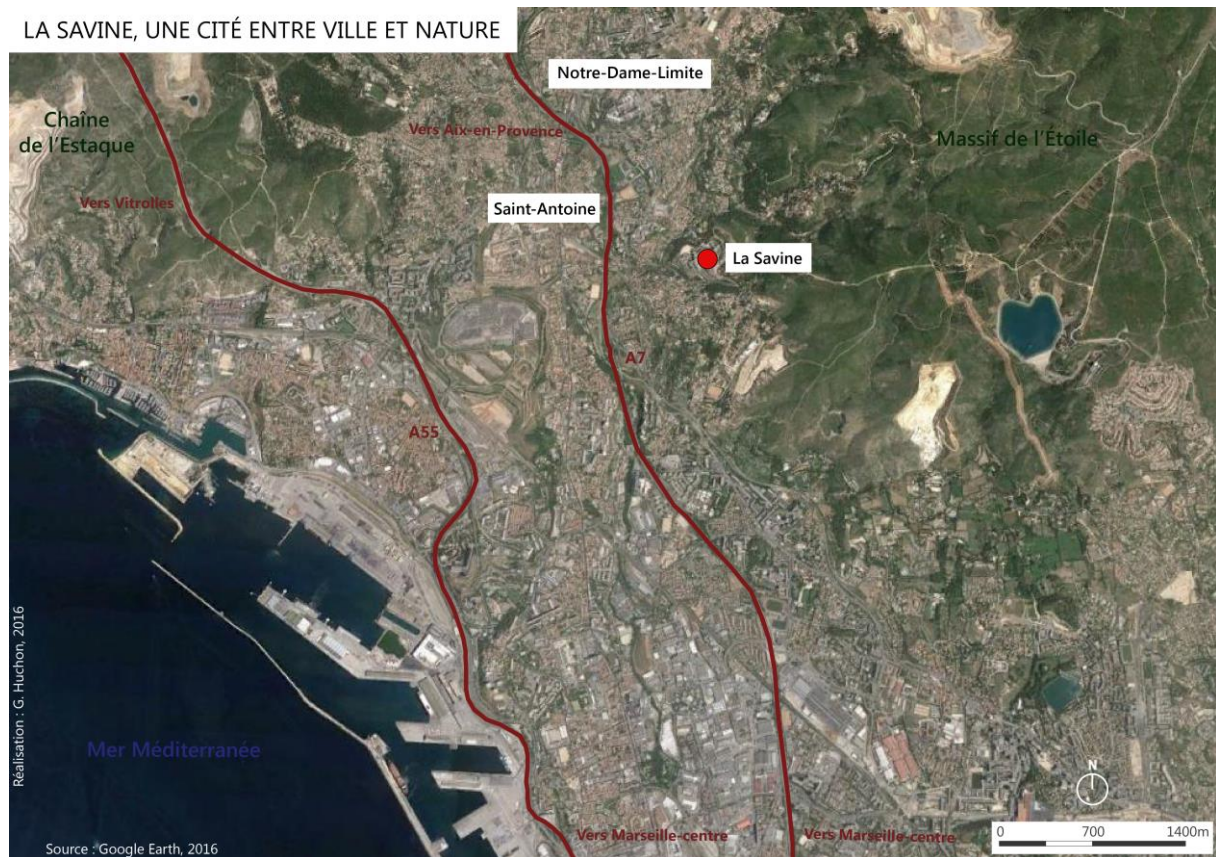 LA SAVINE, UNE CITÉ ENTRE VILLE ET NATURE
Notre-Dame-Limite
Chaîne
de l'Estaque
Vers Aix-en-Provence
Massif de l'Étoile
Vers Vitrolles
Saint-Antoine
La Savine
A7
A55
Réalisation : G. Huchon, 2016
Mer Méditerranée
N
Vers Marseille-centre
Vers Marseille-centre
0 700 1400m
Source : Google Earth, 2016